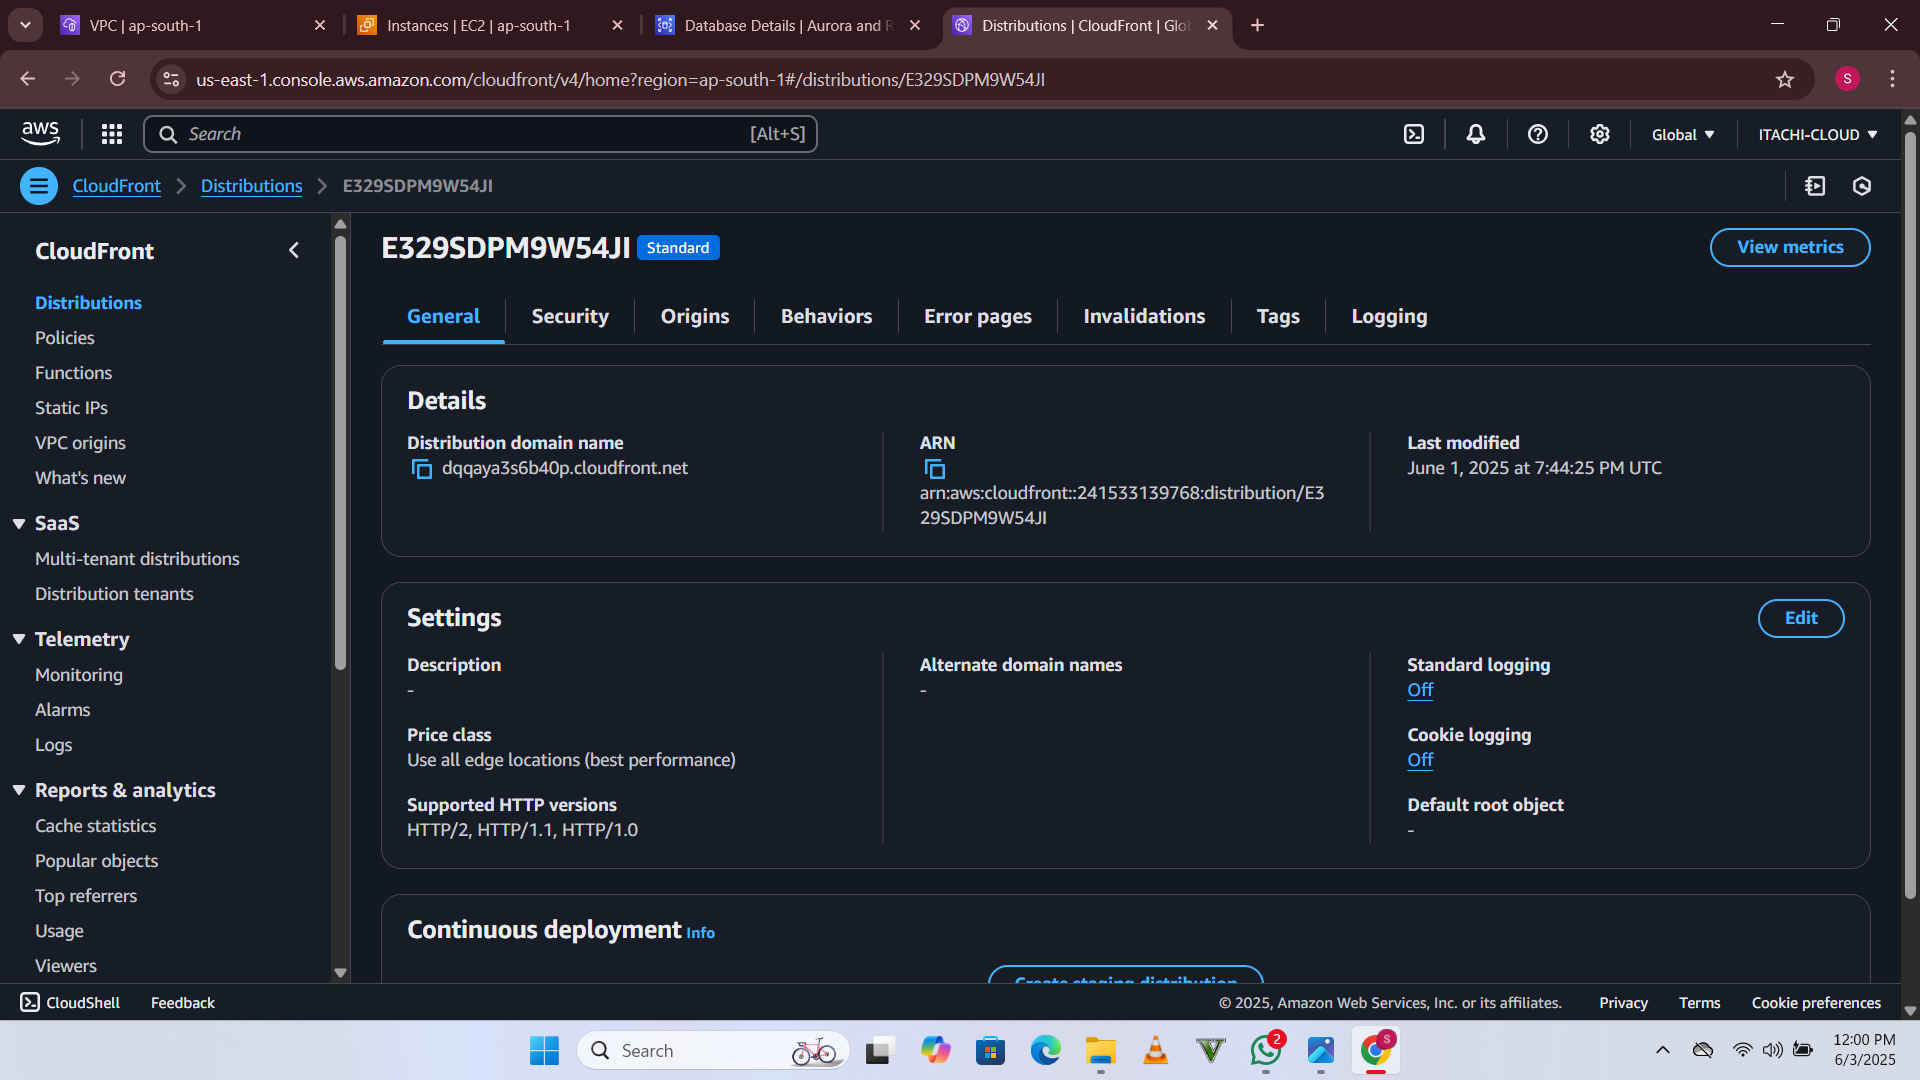 VPC | ap-south-1
Instances | EC2 | ap-south-1
Database Details | Aurora and R
Distributions | CloudFront | Glo
us-east-1.console.aws.amazon.com/cloudfront/v4/home?region=ap-south-1#/distributions/E329SDPM9W54JI
S
aws
Search
[Alt+S]
Global
ITACHI-CLOUD
CloudFront
Distributions
E329SDPM9W54JI
CloudFront
Distributions
Policies
Functions
Static IPs
VPC origins
What's new
SaaS
Multi-tenant distributions
Distribution tenants
Telemetry
Monitoring
Alarms
Logs
Reports & analytics
Cache statistics
Popular objects
Top referrers
Usage
Viewers
E329SDPM9W54JI
Standard
View metrics
General
Security
Origins
Behaviors
Error pages
Invalidations
Tags
Logging
Details
Distribution domain name
dqqaya3s6b40p.cloudfront.net
ARN
arn:aws:cloudfront::241533139768:distribution/E3
29SDPM9W54JI
Last modified
June 1, 2025 at 7:44:25 PM UTC
Settings
Edit
Description
-
Price class
Use all edge locations (best performance)
Supported HTTP versions
HTTP/2, HTTP/1.1, HTTP/1.0
Alternate domain names
-
Standard logging
Off
Cookie logging
Off
Default root object
-
Continuous deployment Info
Create staging distribution
CloudShell
Feedback
© 2025, Amazon Web Services, Inc. or its affiliates.
Privacy
Terms
Cookie preferences
Search
2
S
12:00 PM
6/3/2025